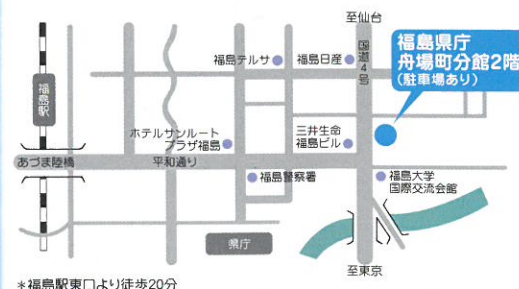 至仙台
福島県庁
舟場町分館2階
(駐車場あり)
福島テルサ
福島日産
国道4号
福島駅
ホテルサンルート
プラザ福島
三井生命
福島ビル
あづま陸橋
平和通り
福島警察署
福島大学
国際交流会館
県庁
至東京
*福島駅東口より徒歩20分